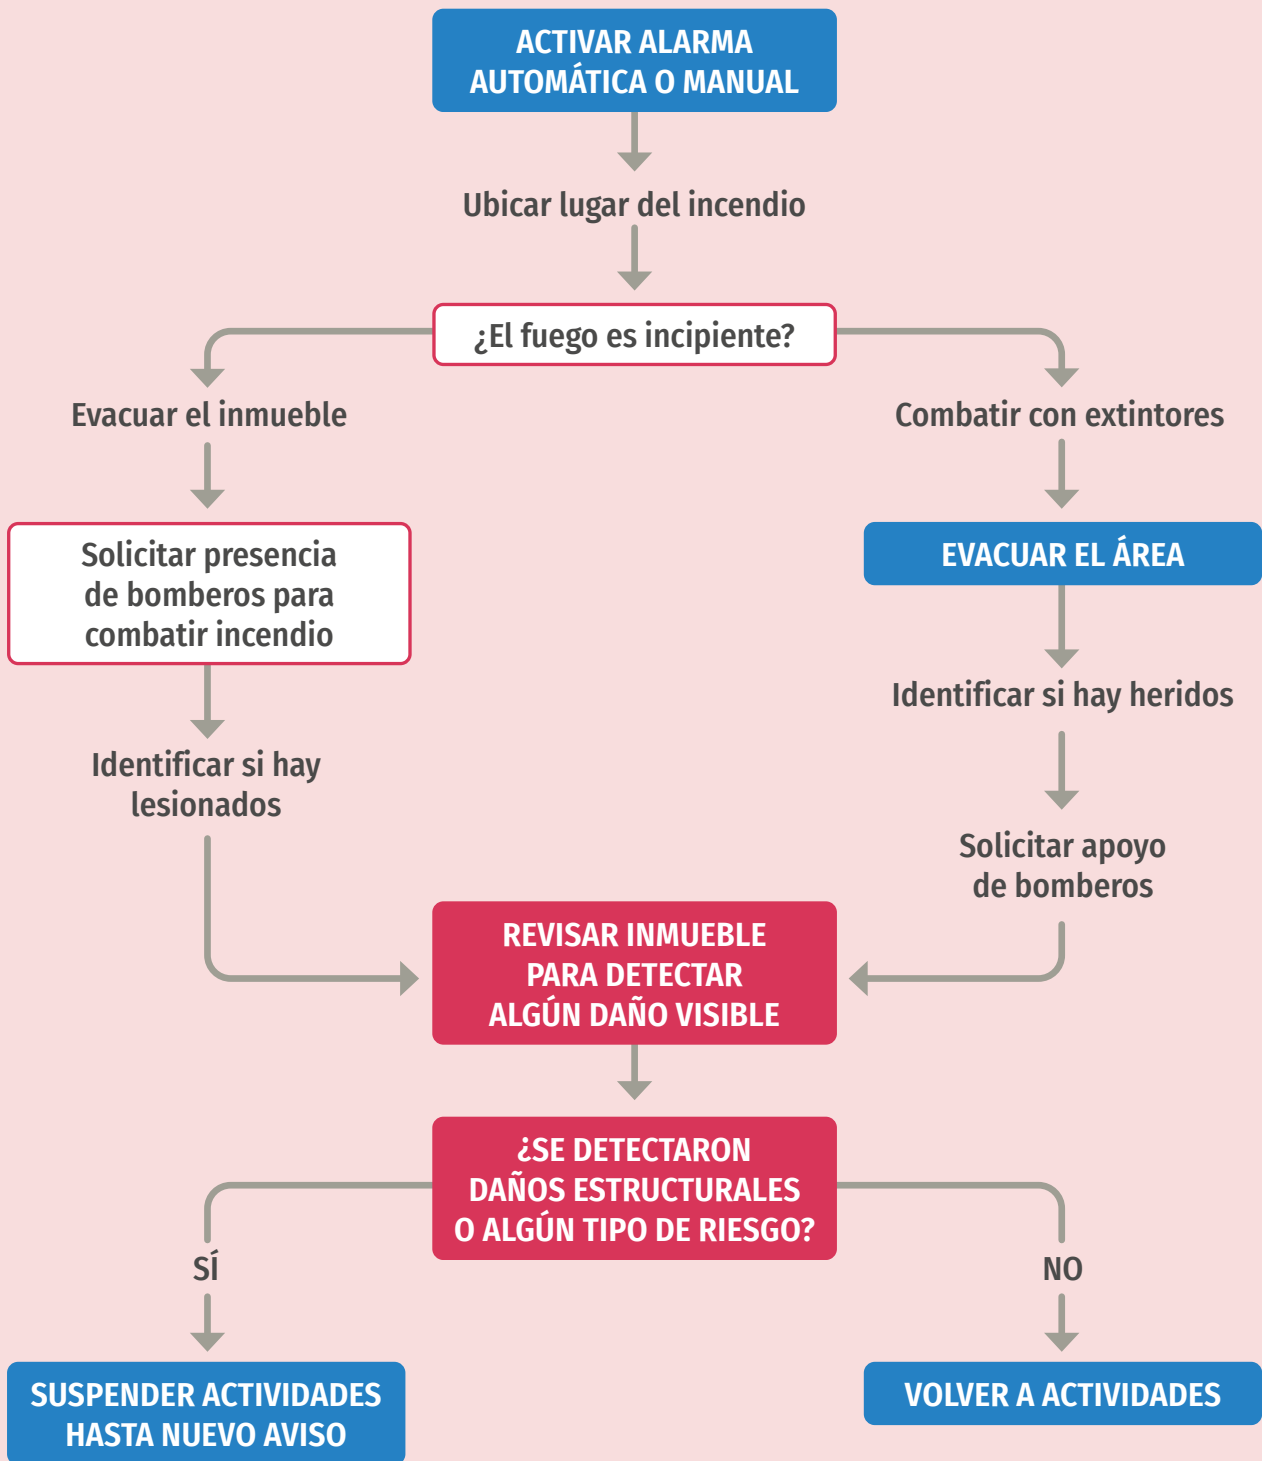 ACTIVAR ALARMA
AUTOMÁTICA O MANUAL
Ubicar lugar del incendio
¿El fuego es incipiente?
Evacuar el inmueble
Combatir con extintores
Solicitar presencia
de bomberos para
combatir incendio
EVACUAR EL ÁREA
Identificar si hay heridos
Identificar si hay
lesionados
Solicitar apoyo
de bomberos
REVISAR INMUEBLE
PARA DETECTAR
ALGÚN DAÑO VISIBLE
¿SE DETECTARON
DAÑOS ESTRUCTURALES
O ALGÚN TIPO DE RIESGO?
SÍ
NO
SUSPENDER ACTIVIDADES
HASTA NUEVO AVISO
VOLVER A ACTIVIDADES